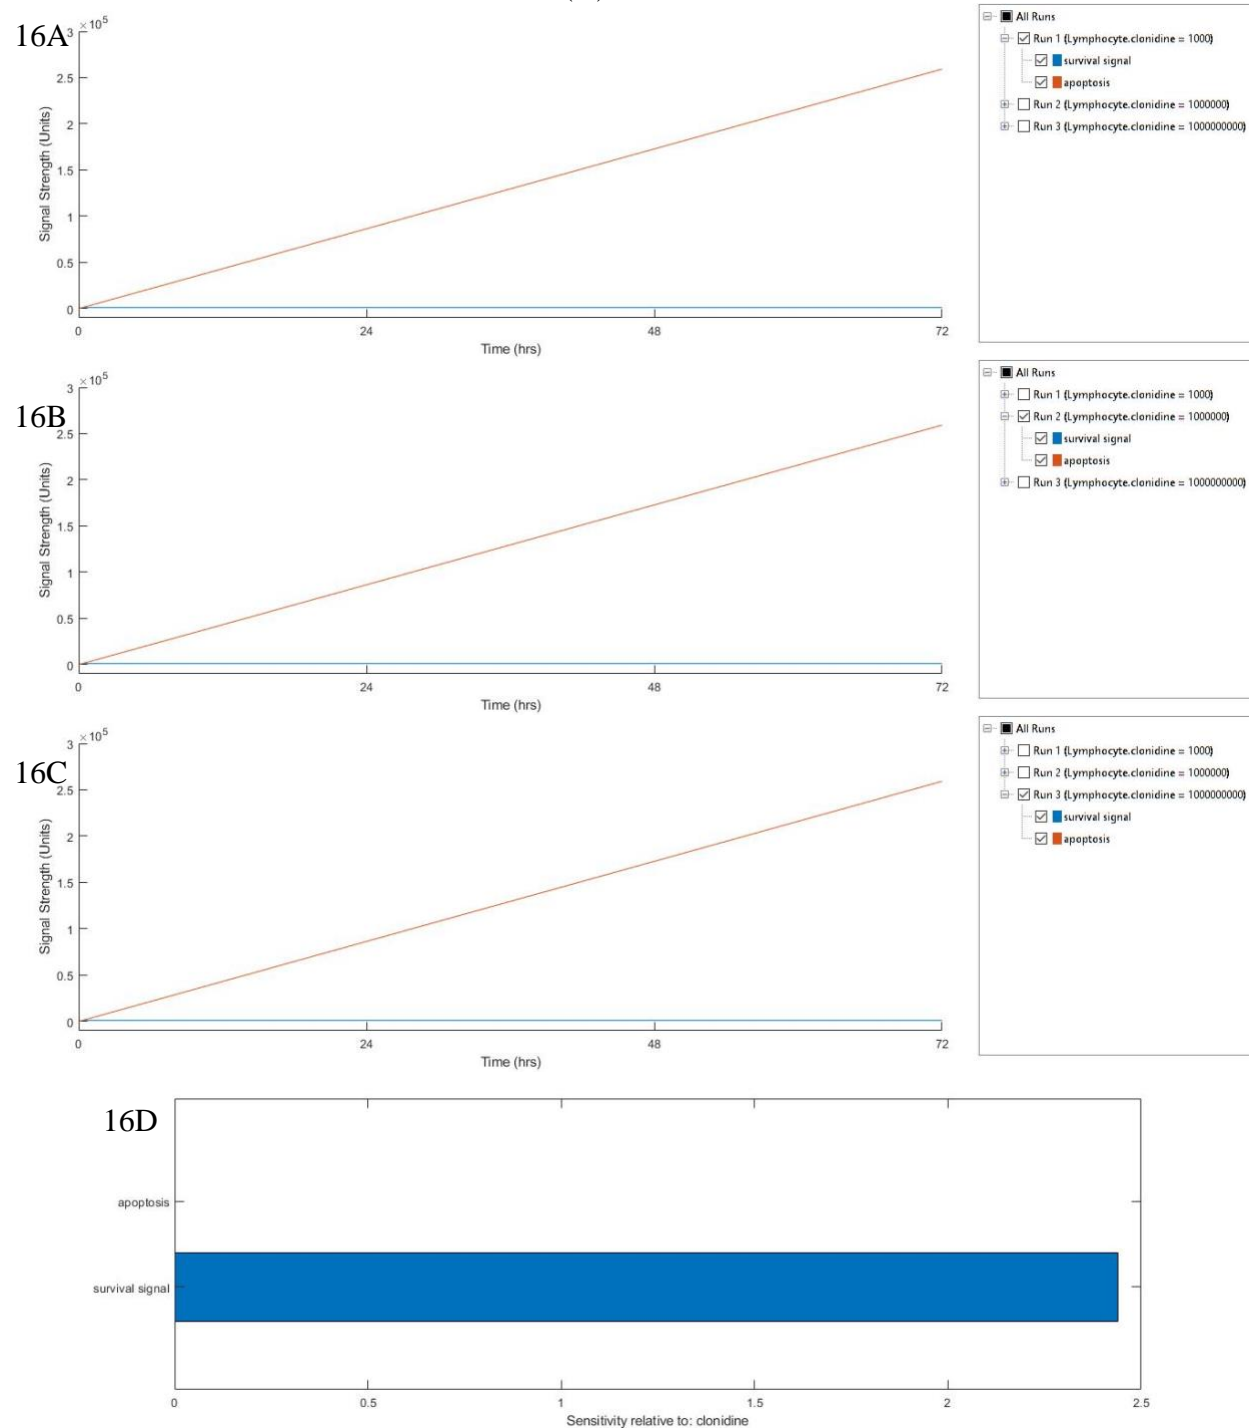 16A
× 10^5
3
2.5
2
1.5
1
0.5
0
Signal Strength (Units)
0 24 48 72
Time (hrs)
All Runs
Run 1 (Lymphocyte.clonidine = 1000)
survival signal
apoptosis
Run 2 (Lymphocyte.clonidine = 1000000)
Run 3 (Lymphocyte.clonidine = 1000000000)
16B
× 10^5
3
2.5
2
1.5
1
0.5
0
Signal Strength (Units)
0 24 48 72
Time (hrs)
All Runs
Run 1 (Lymphocyte.clonidine = 1000)
Run 2 (Lymphocyte.clonidine = 1000000)
survival signal
apoptosis
Run 3 (Lymphocyte.clonidine = 1000000000)
16C
× 10^5
3
2.5
2
1.5
1
0.5
0
Signal Strength (Units)
0 24 48 72
Time (hrs)
All Runs
Run 1 (Lymphocyte.clonidine = 1000)
Run 2 (Lymphocyte.clonidine = 1000000)
Run 3 (Lymphocyte.clonidine = 1000000000)
survival signal
apoptosis
16D
apoptosis
survival signal
0 0.5 1 1.5 2 2.5
Sensitivity relative to: clonidine